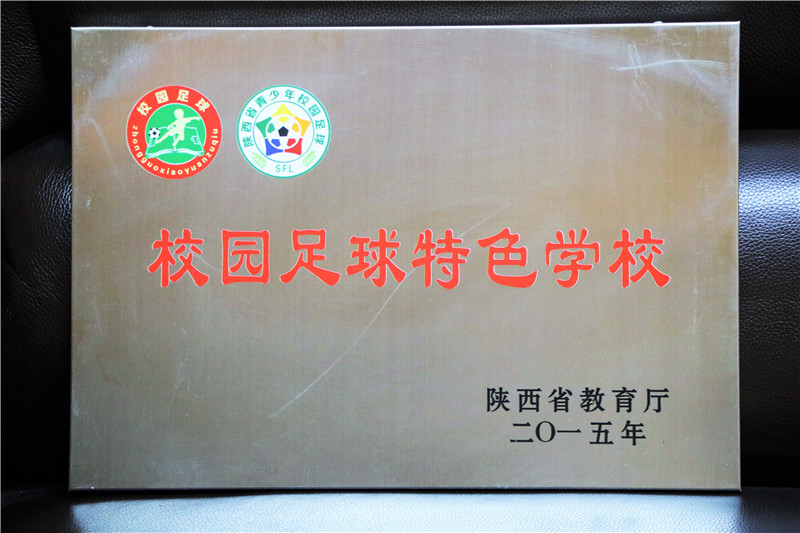 校园足球
zhongguoxiaoyuanzuqiu
陕西省青少年校园足球
SFL
校园足球特色学校
陕西省教育厅
二〇一五年